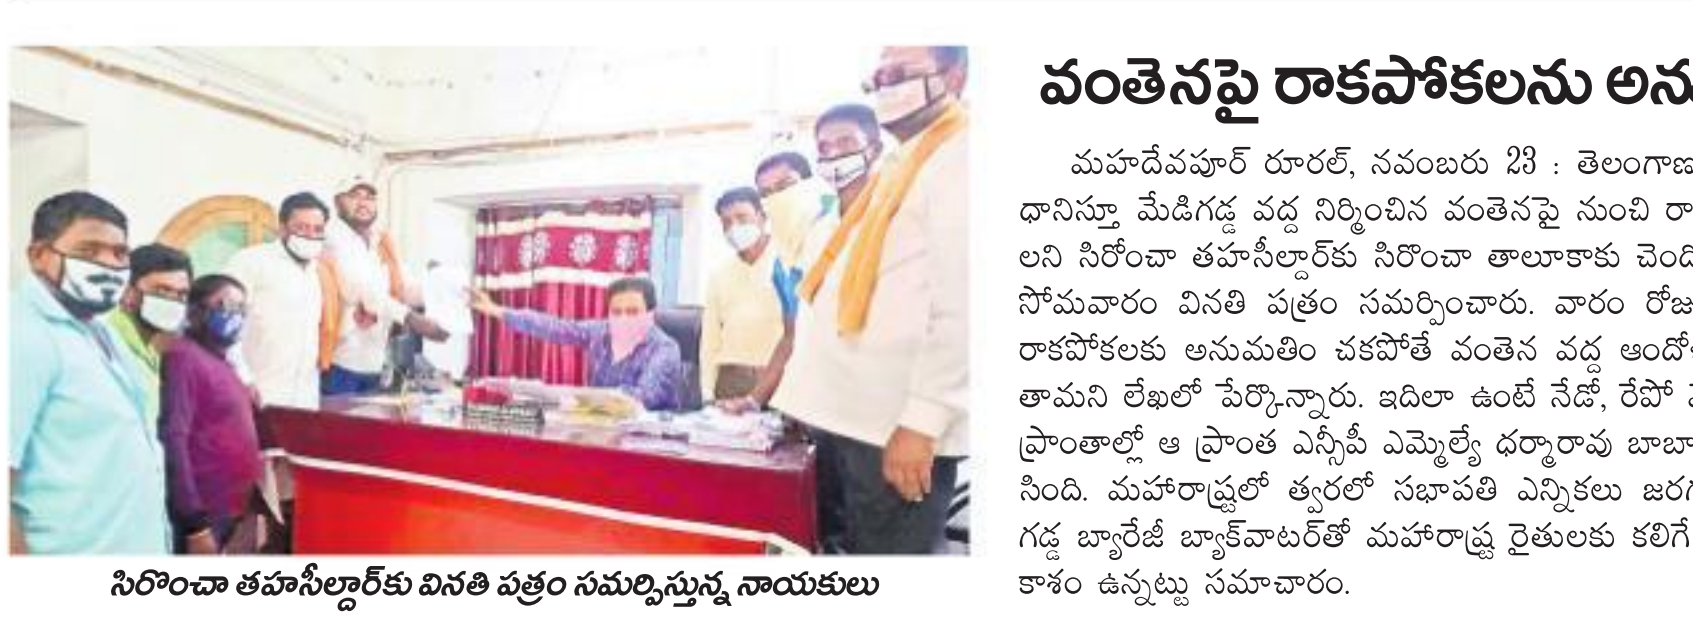 వంతెనపై రాకపోకలను
మహదేవపూర్ రూరల్, నవంబరు 23 : తెలంగాణ
ధానిస్తూ మేడిగడ్డ వద్ద నిర్మించిన వంతెనపై నుంచి రా
లని సిరోంచా తహసీల్దార్‌కు సిరొంచా తాలూకాకు
సోమవారం వినతి పత్రం సమర్పించారు. వారం
రాకపోకలకు అనుమతిం చకపోతే వంతెన వద్ద
తామని లేఖలో పేర్కొన్నారు. ఇదిలా ఉంటే నేడో, రేపో
ప్రాంతాల్లో ఆ ప్రాంత ఎన్సీపీ ఎమ్మెల్యే ధర్మారావు బాబా
సింది. మహారాష్ట్రలో త్వరలో సభాపతి ఎన్నికలు
గడ్డ బ్యారేజీ బ్యాక్‌వాటర్‌తో మహారాష్ట్ర రైతులకు కలిగే
కాశం ఉన్నట్టు సమాచారం.
సిరొంచా తహసీల్దార్‌కు వినతి పత్రం సమర్పిస్తున్న నాయకులు